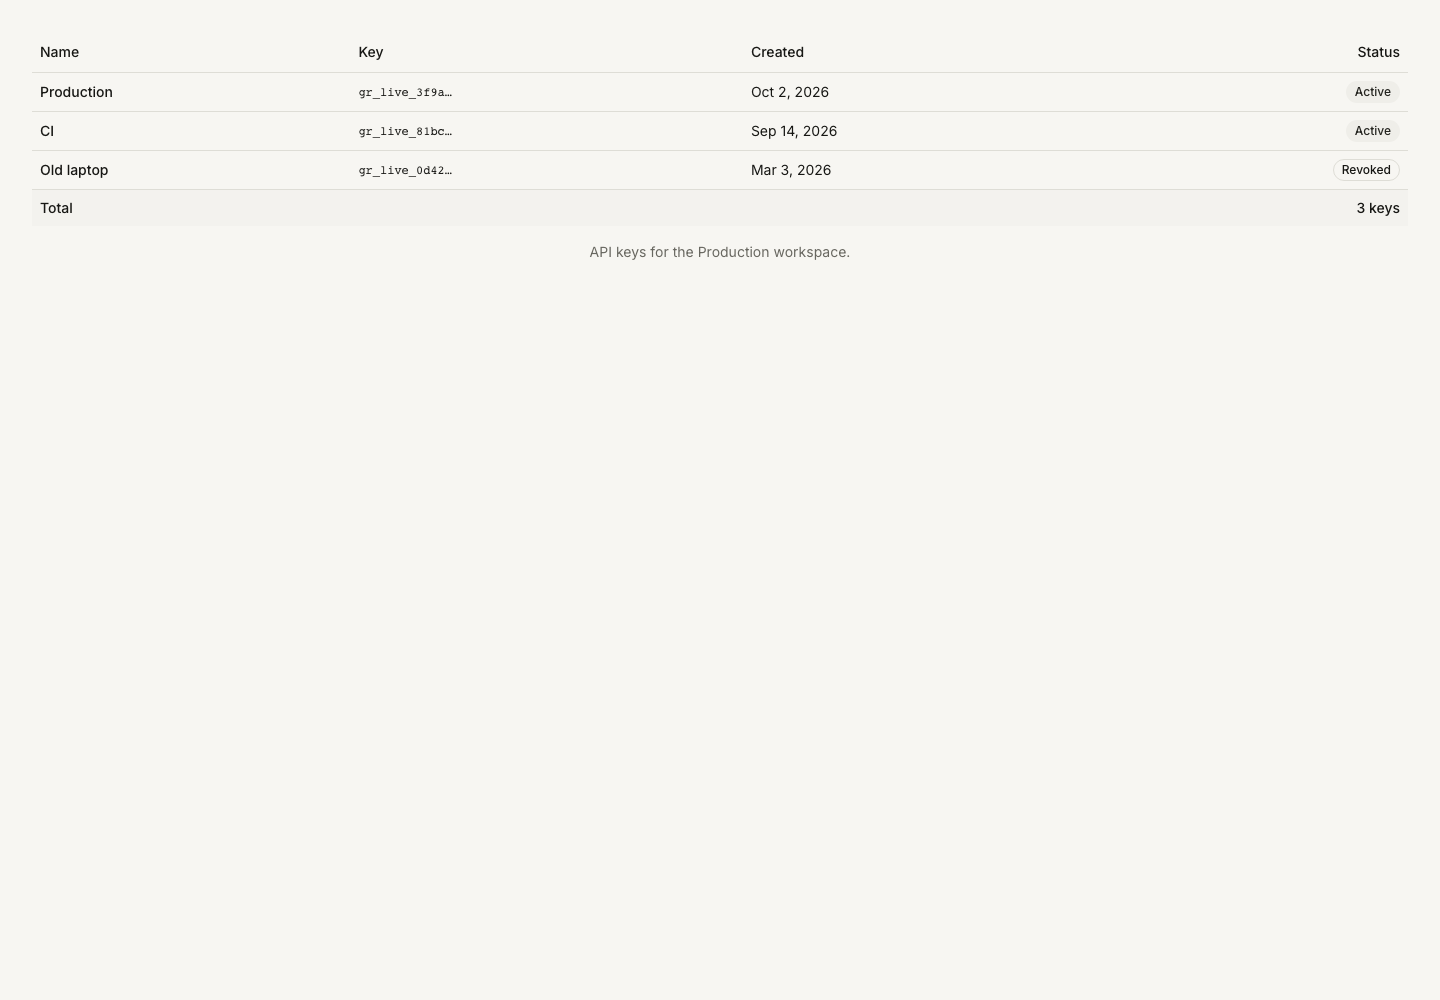 Name Key Created Status
Production gr_live_3f9a… Oct 2, 2026 Active
CI gr_live_81bc… Sep 14, 2026 Active
Old laptop gr_live_0d42… Mar 3, 2026 Revoked
Total 3 keys
API keys for the Production workspace.